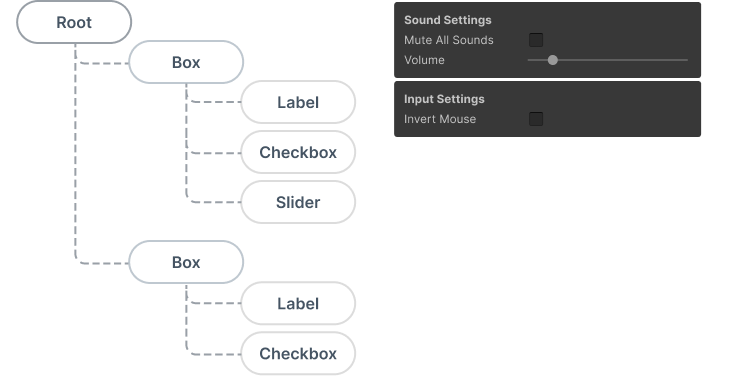 Root
Box
Label
Checkbox
Slider
Box
Label
Checkbox
Sound Settings
Mute All Sounds
Volume
Input Settings
Invert Mouse